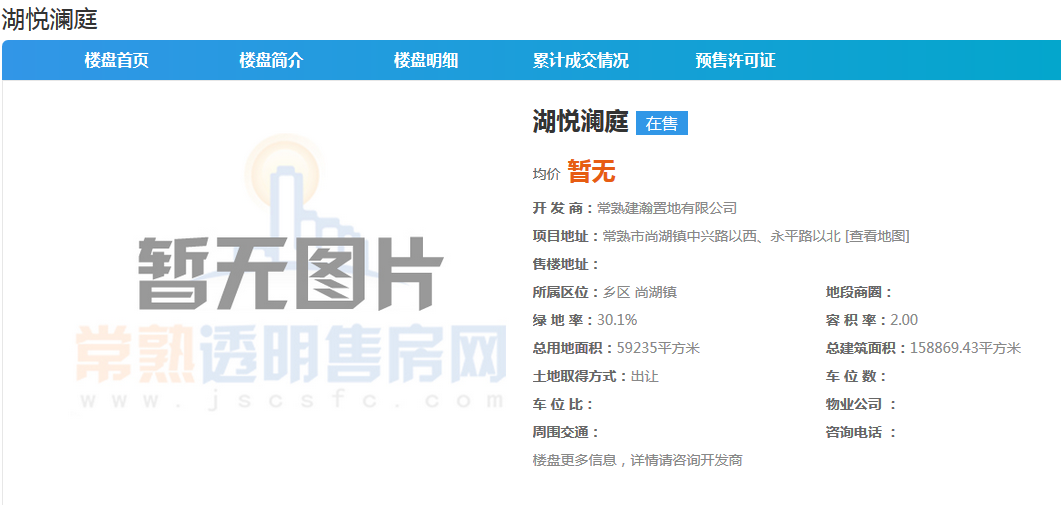 湖悦澜庭
楼盘首页 楼盘简介 楼盘明细 累计成交情况 预售许可证
湖悦澜庭 在售
均价 暂无
开 发 商：常熟建瀚置地有限公司
项目地址：常熟市尚湖镇中兴路以西、永平路以北 [查看地图]
售楼地址：
所属区位：乡区 尚湖镇 地段商圈：
绿 地 率：30.1% 容 积 率：2.00
总用地面积：59235平方米 总建筑面积：158869.43平方米
土地取得方式：出让 车 位 数：
车 位 比： 物业公司 ：
周围交通： 咨询电话 ：
楼盘更多信息，详情请咨询开发商
暂无图片
常熟透明售房网
www.jscsfc.com